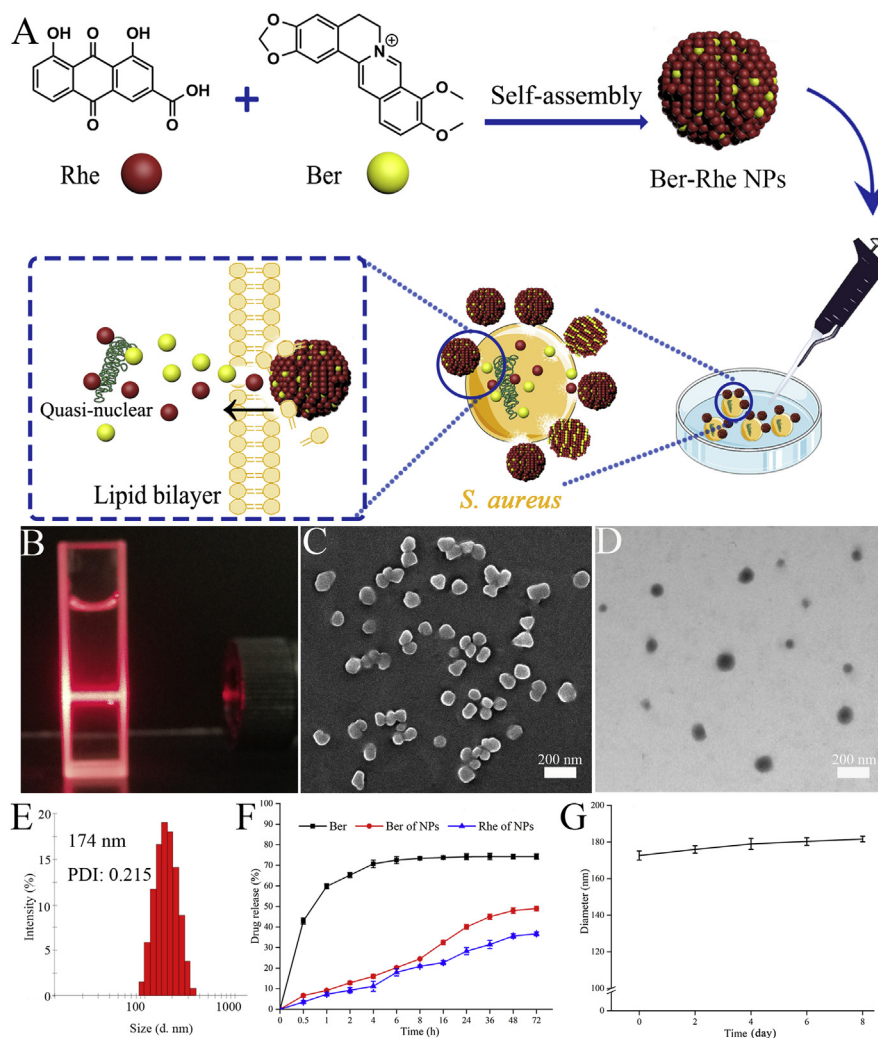 A
OH
O
OH
OH
O
O
Rhe
+
O
O
N
+
O
O
Ber
Self-assembly
Ber-Rhe NPs
Quasi-nuclear
Lipid bilayer
S. aureus
B
C
200 nm
D
200 nm
E
174 nm
PDI: 0.215
Intensity (%)
20
15
10
5
0
100
1000
Size (d. nm)
F
Ber
Ber of NPs
Rhe of NPs
Drug release (%)
100
90
80
70
60
50
40
30
20
10
0
0 0.5 1 2 4 6 8 16 24 36 48 72
Time (h)
G
Diameter (nm)
200
180
160
140
120
100
0
0 2 4 6 8
Time (day)